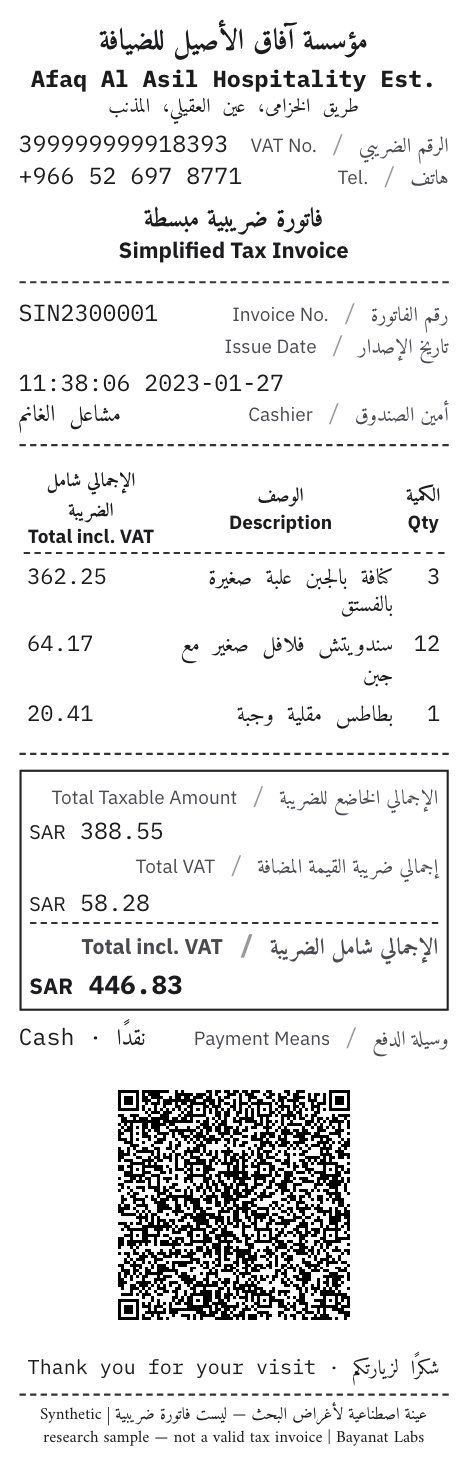 مؤسسة آفاق الأصيل للضيافة
Afaq Al Asil Hospitality Est.
طريق الخزامى، عين العقيلي، المذنب
الرقم الضريبي / VAT No. 399999999918393
هاتف / Tel. +966 52 697 8771
فاتورة ضريبية مبسطة
Simplified Tax Invoice
رقم الفاتورة / Invoice No. SIN2300001
تاريخ الإصدار / Issue Date
11:38:06 2023-01-27
أمين الصندوق / Cashier مشاعل الغانم
الكمية الوصف الإجمالي شامل الضريبة
Qty Description Total incl. VAT
3 كنافة بالجبن علبة صغيرة 362.25
بالفستق
12 سندويتش فلافل صغير مع 64.17
جبن
1 بطاطس مقلية وجبة 20.41
الإجمالي الخاضع للضريبة / Total Taxable Amount
SAR 388.55
إجمالي ضريبة القيمة المضافة / Total VAT
SAR 58.28
الإجمالي شامل الضريبة / Total incl. VAT
SAR 446.83
وسيلة الدفع / Payment Means نقدًا · Cash
شكرًا لزيارتكم · Thank you for your visit
عينة اصطناعية لأغراض البحث — ليست فاتورة ضريبية | Synthetic
research sample — not a valid tax invoice | Bayanat Labs